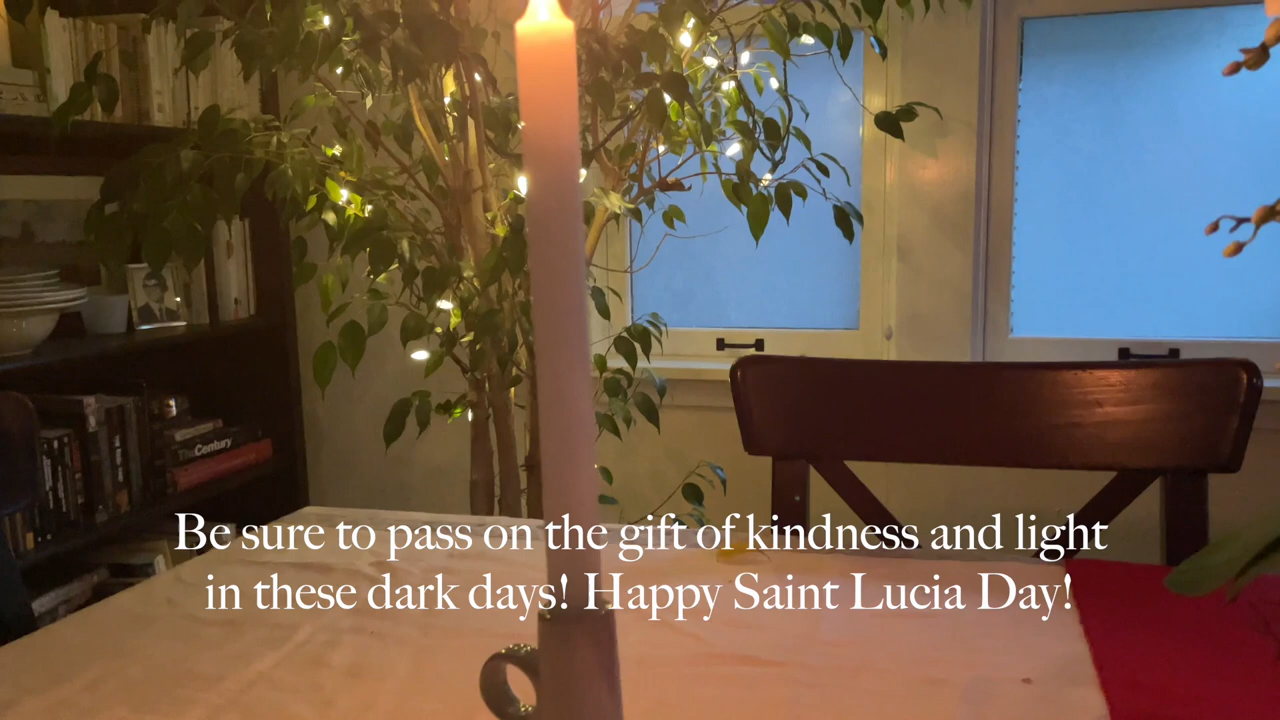 TheCentury
Be sure to pass on the gift of kindness and light
in these dark days! Happy Saint Lucia Day!